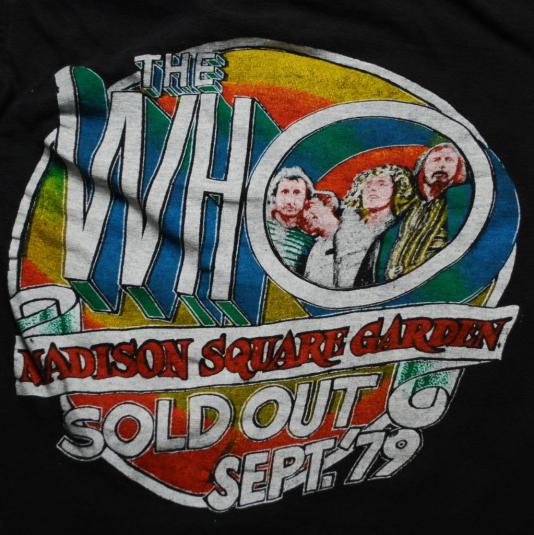 THE
WHO
MADISON SQUARE GARDEN
SOLD OUT
SEPT. '79